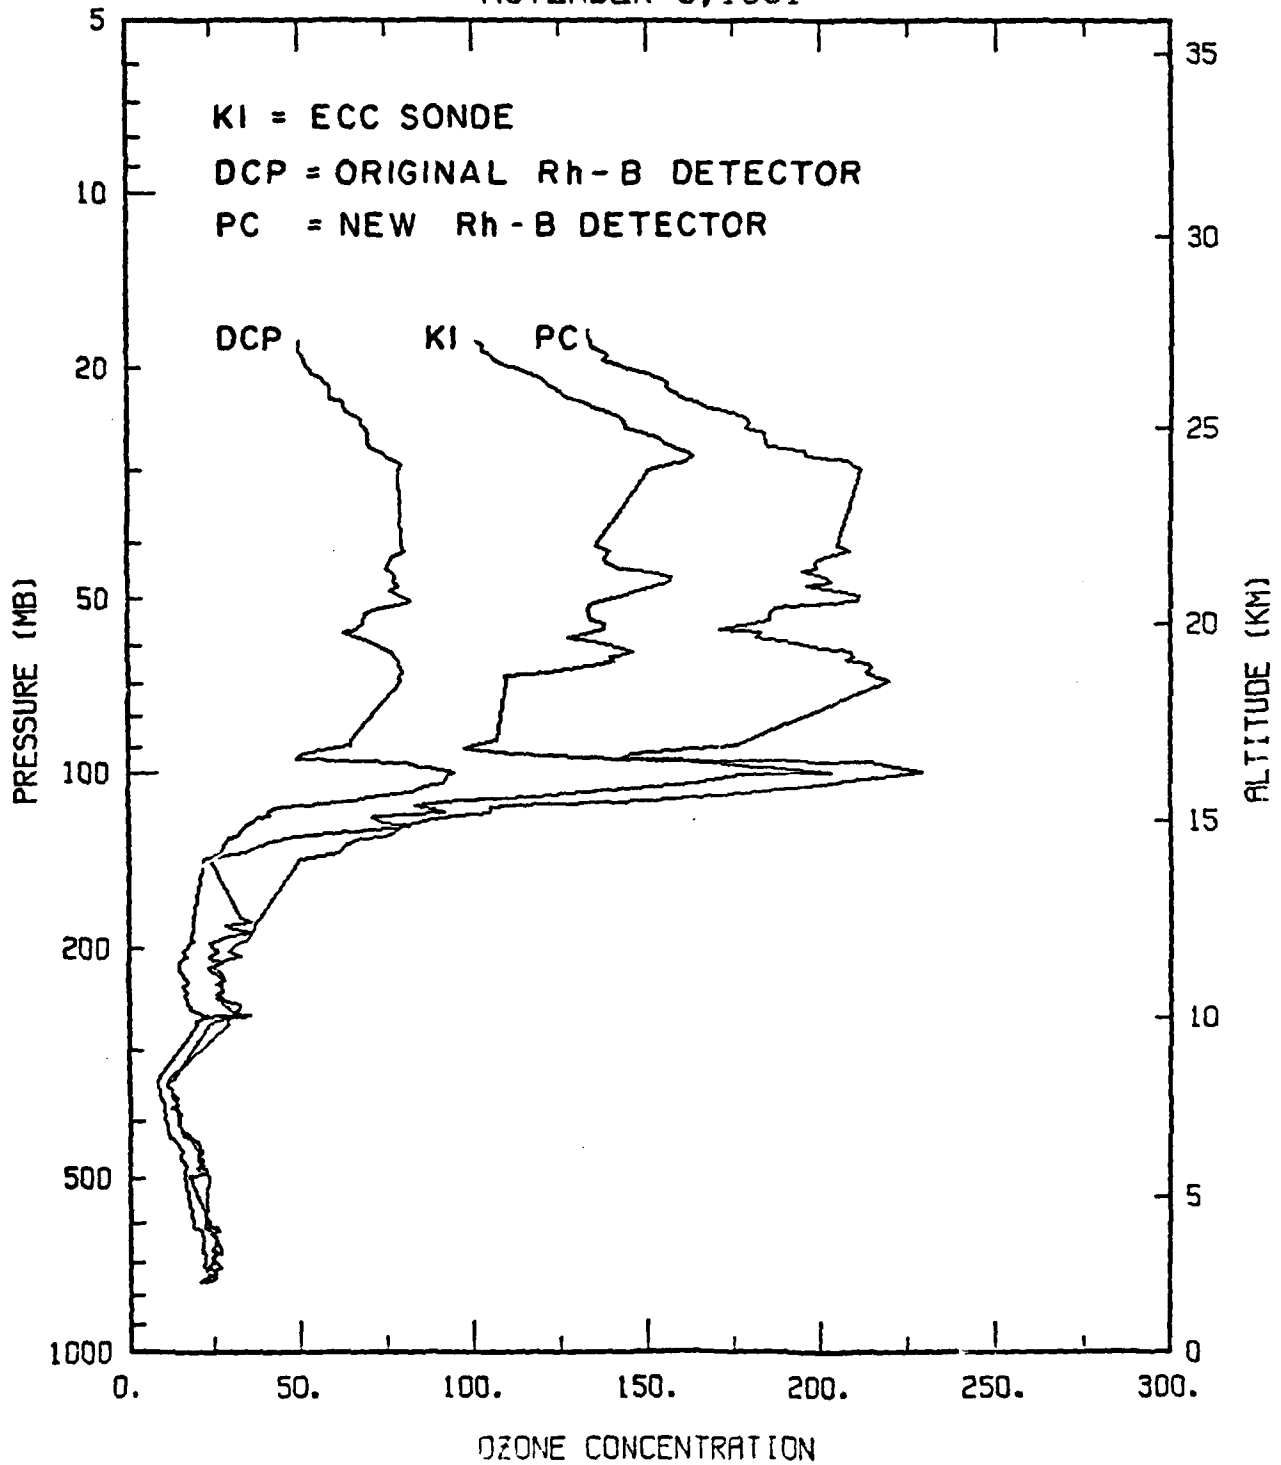 5
35
KI = ECC SONDE
DCP = ORIGINAL Rh-B DETECTOR
10
PC = NEW Rh-B DETECTOR
30
DCP
KI
PC
20
25
50
20
PRESSURE (MB)
ALTITUDE (KM)
100
15
200
10
500
5
1000
0
0. 50. 100. 150. 200. 250. 300.
OZONE CONCENTRATION